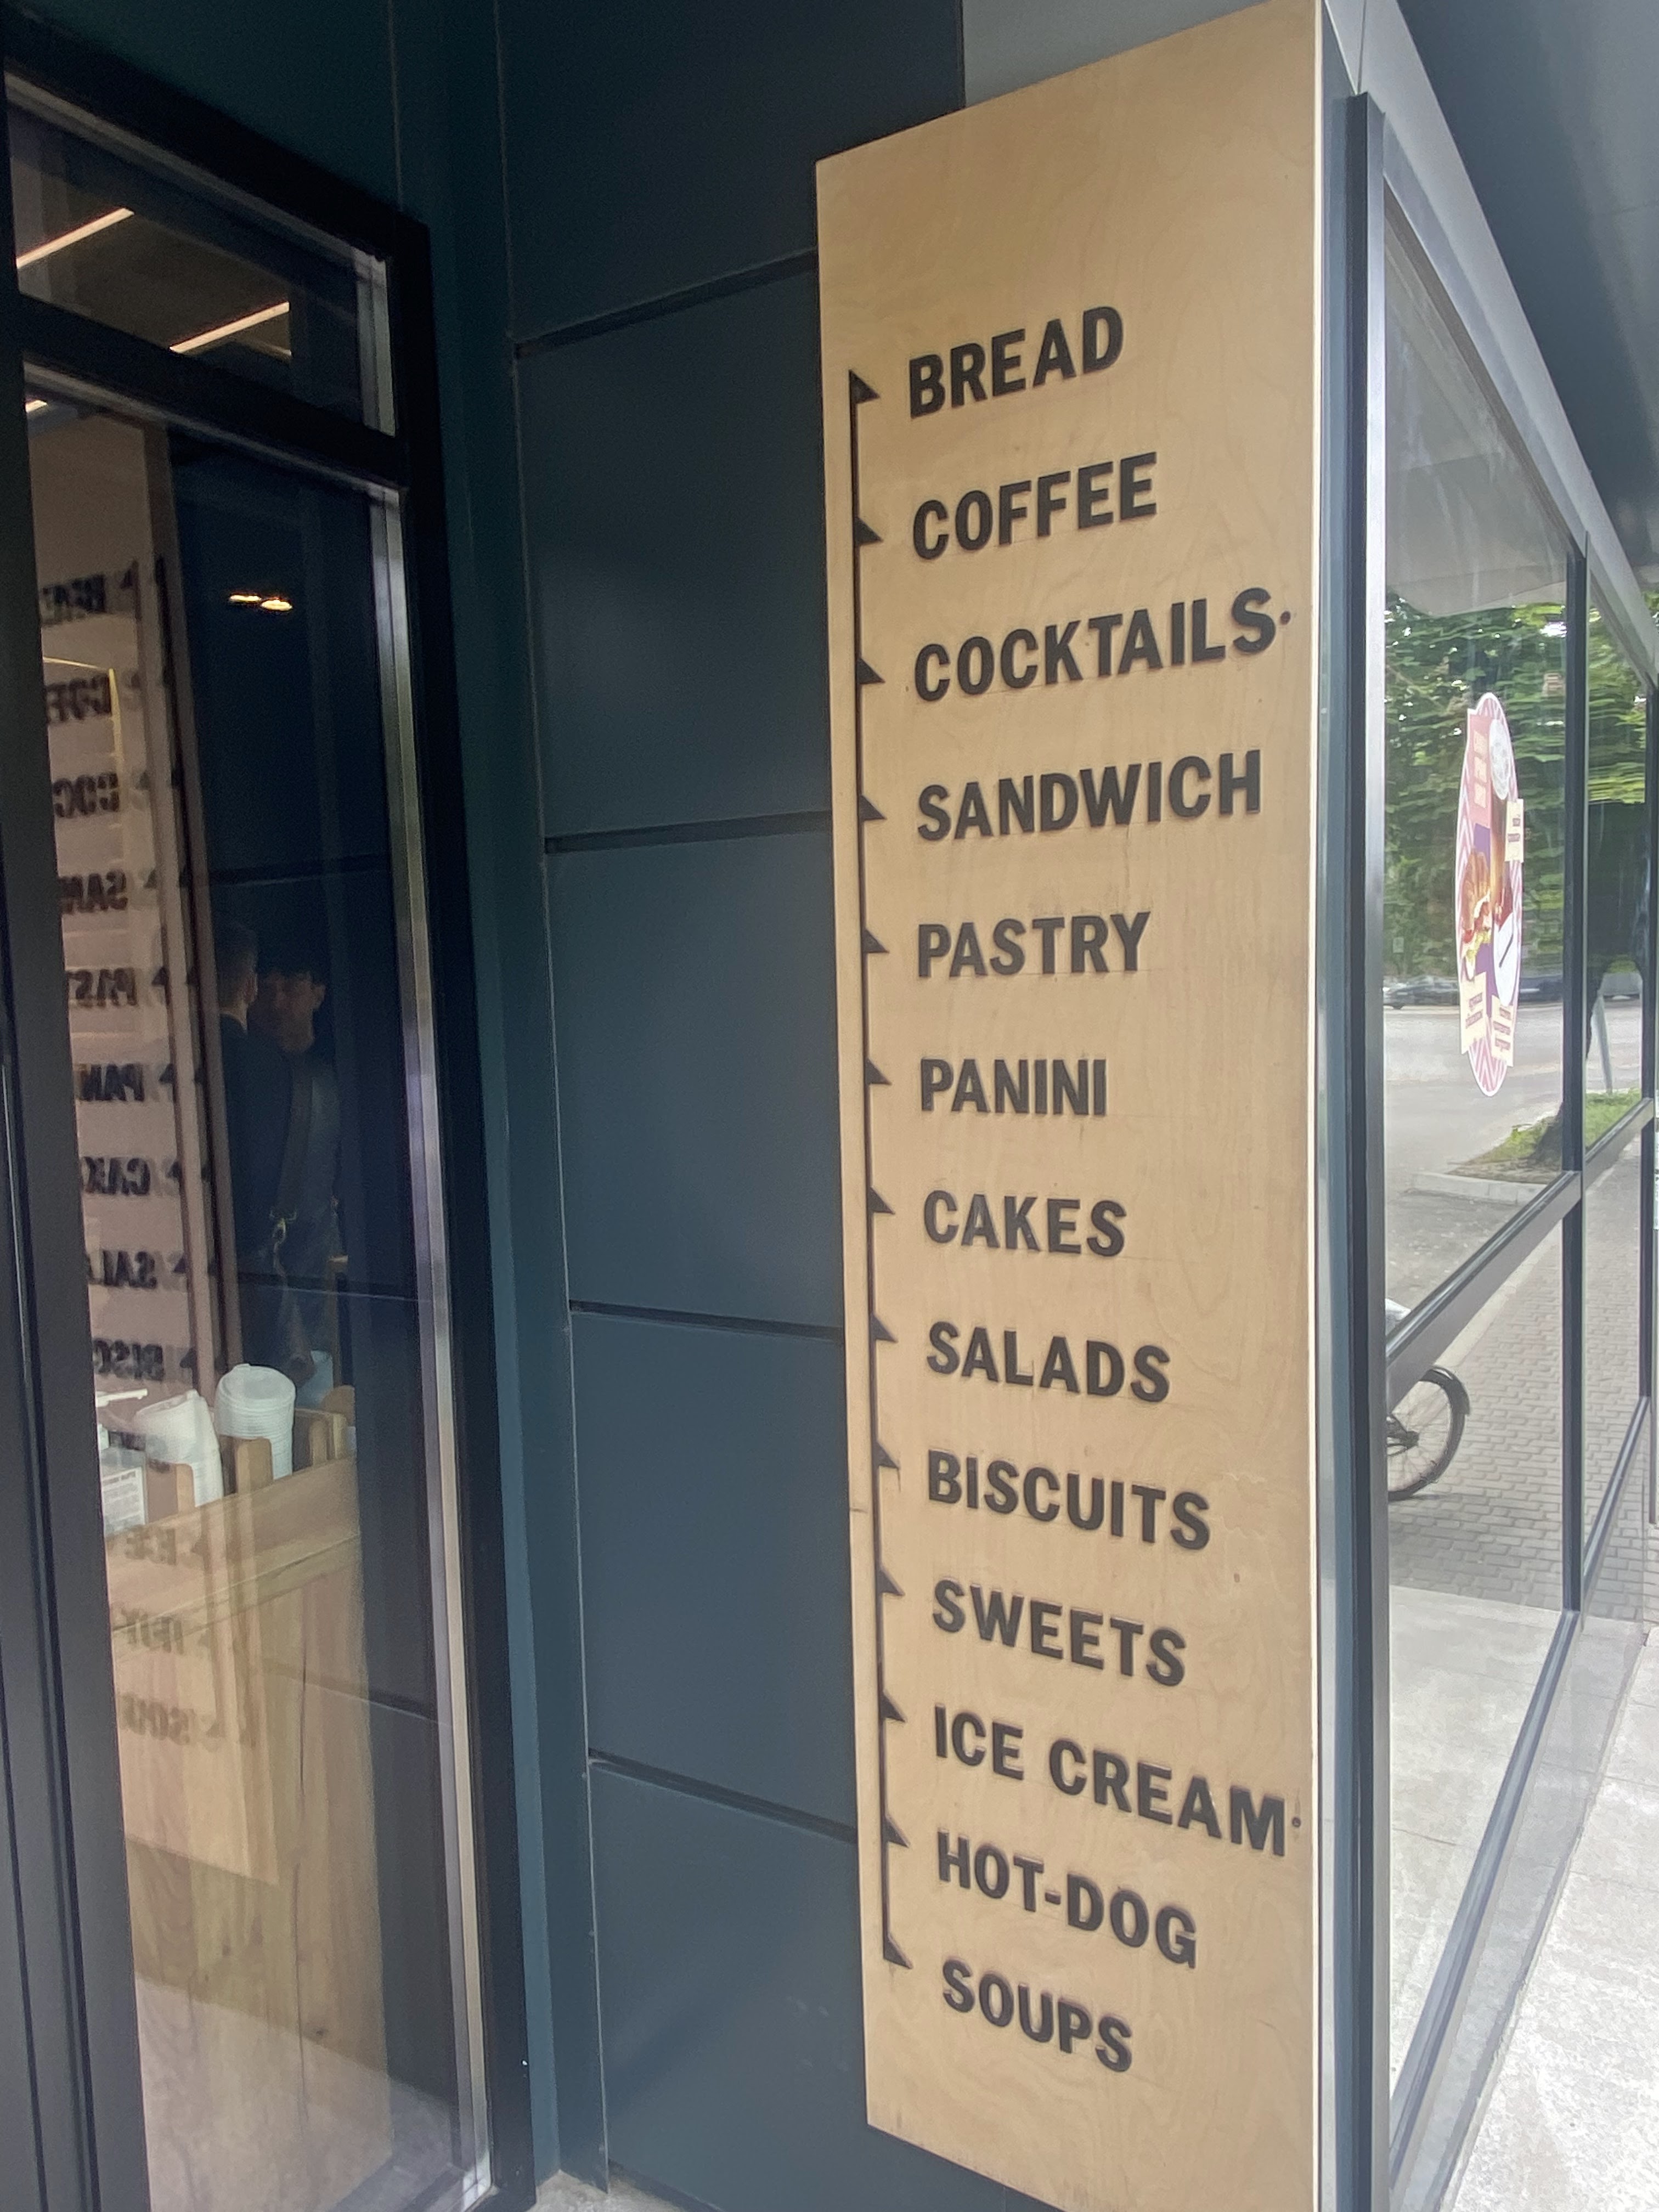 BREAD
COFFEE
COCKTAILS
SANDWICH
PASTRY
PANINI
CAKES
SALADS
BISCUITS
SWEETS
ICE CREAM
HOT-DOG
SOUPS